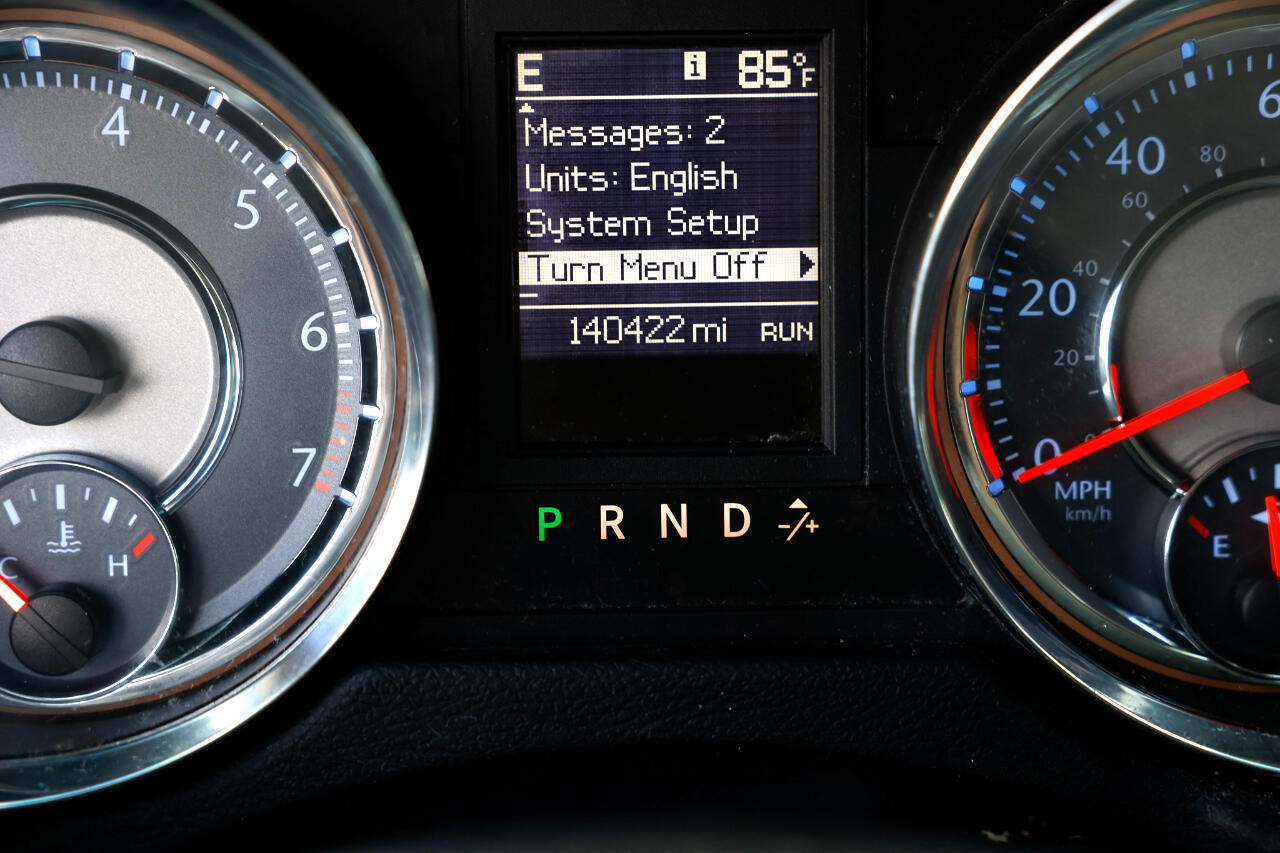 4
5
6
7
C
H
E i 85°F
Messages: 2
Units: English
System Setup
Turn Menu Off
140422 mi RUN
P R N D -/+
6
40
80
60
20
40
20
0
MPH
km/h
E